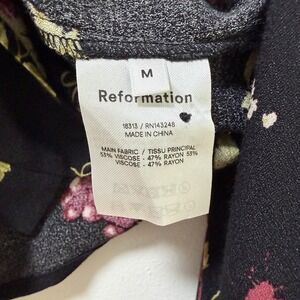 M
Reformation
18313 / RN143248
MADE IN CHINA
MAIN FABRIC / TISSU PRINCIPAL
53% VISCOSE - 47% RAYON 53%
VISCOSE - 47% RAYON